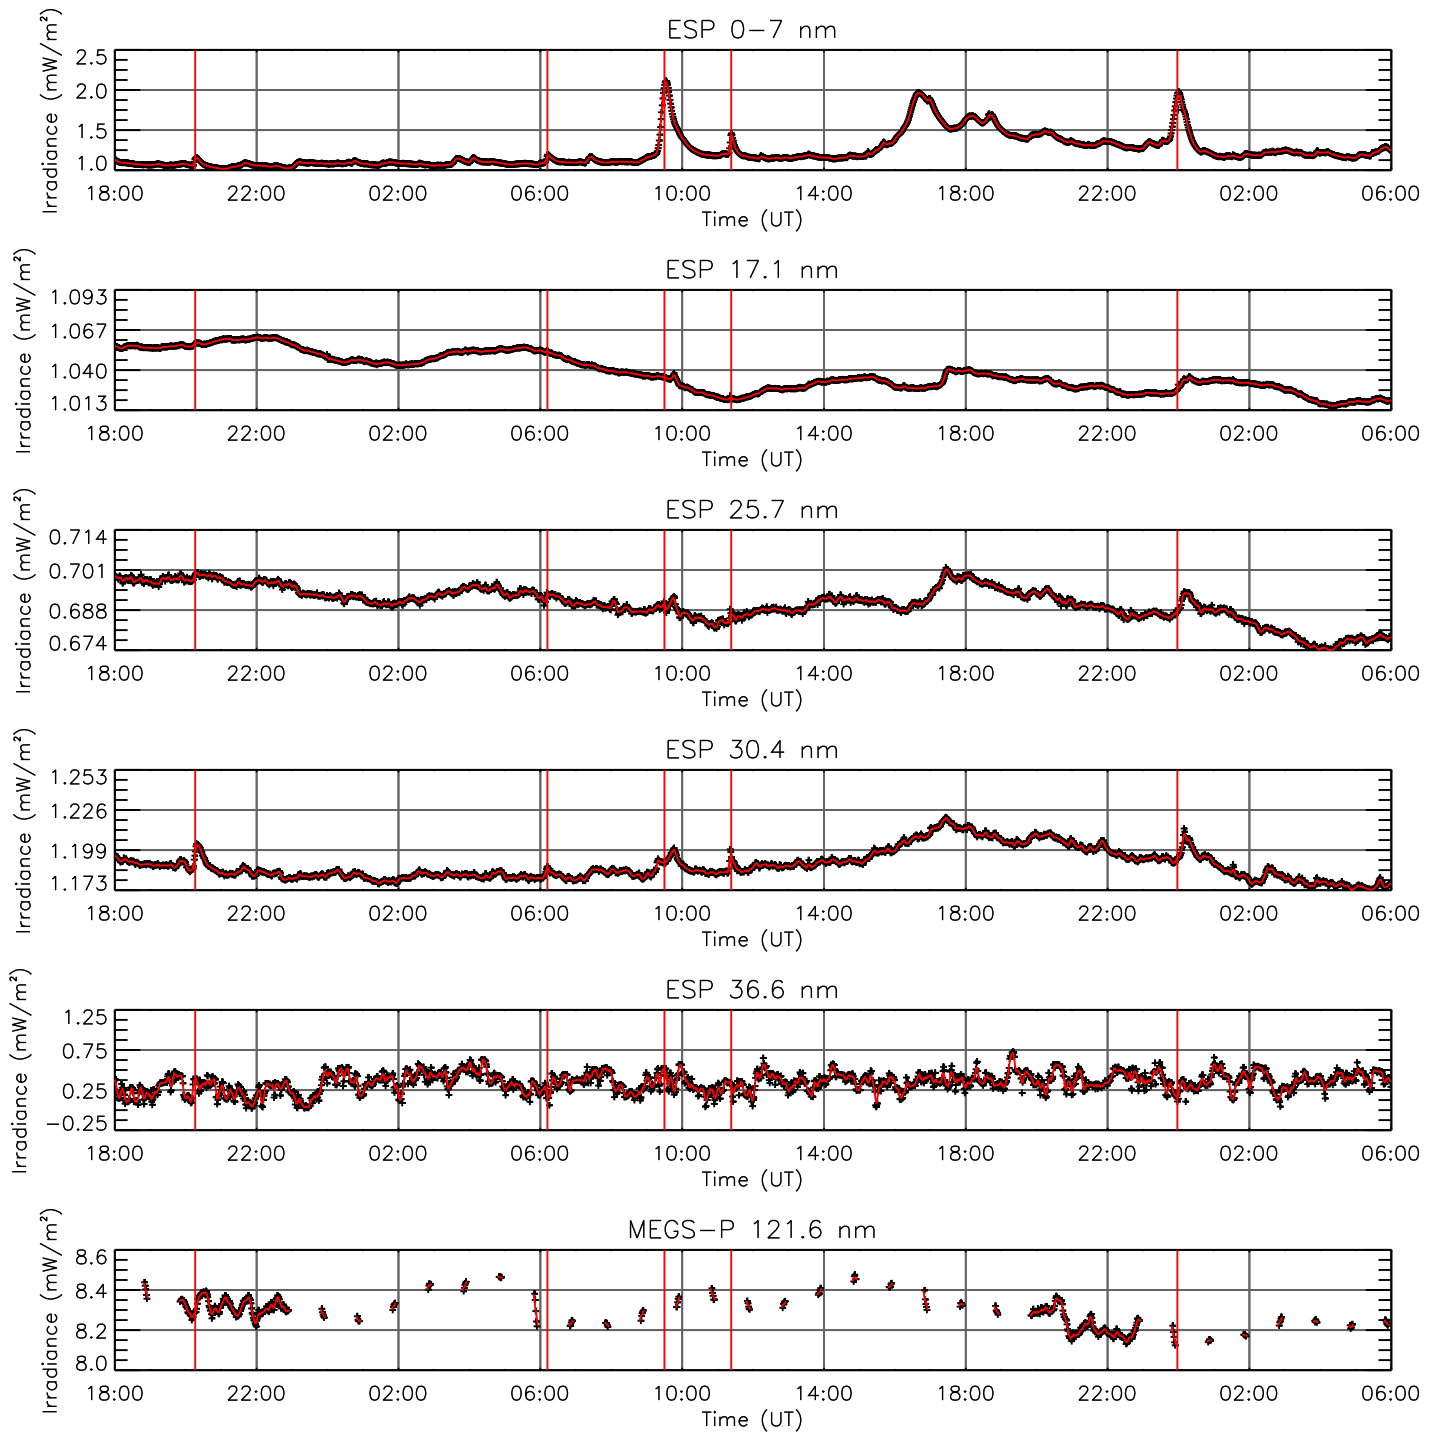 ESP 0-7 nm
Irradiance (mW/m²)
2.5
2.0
1.5
1.0
18:00 22:00 02:00 06:00 10:00 14:00 18:00 22:00 02:00 06:00
Time (UT)
ESP 17.1 nm
Irradiance (mW/m²)
1.093
1.067
1.040
1.013
18:00 22:00 02:00 06:00 10:00 14:00 18:00 22:00 02:00 06:00
Time (UT)
ESP 25.7 nm
Irradiance (mW/m²)
0.714
0.701
0.688
0.674
18:00 22:00 02:00 06:00 10:00 14:00 18:00 22:00 02:00 06:00
Time (UT)
ESP 30.4 nm
Irradiance (mW/m²)
1.253
1.226
1.199
1.173
18:00 22:00 02:00 06:00 10:00 14:00 18:00 22:00 02:00 06:00
Time (UT)
ESP 36.6 nm
Irradiance (mW/m²)
1.25
0.75
0.25
-0.25
18:00 22:00 02:00 06:00 10:00 14:00 18:00 22:00 02:00 06:00
Time (UT)
MEGS-P 121.6 nm
Irradiance (mW/m²)
8.6
8.4
8.2
8.0
18:00 22:00 02:00 06:00 10:00 14:00 18:00 22:00 02:00 06:00
Time (UT)